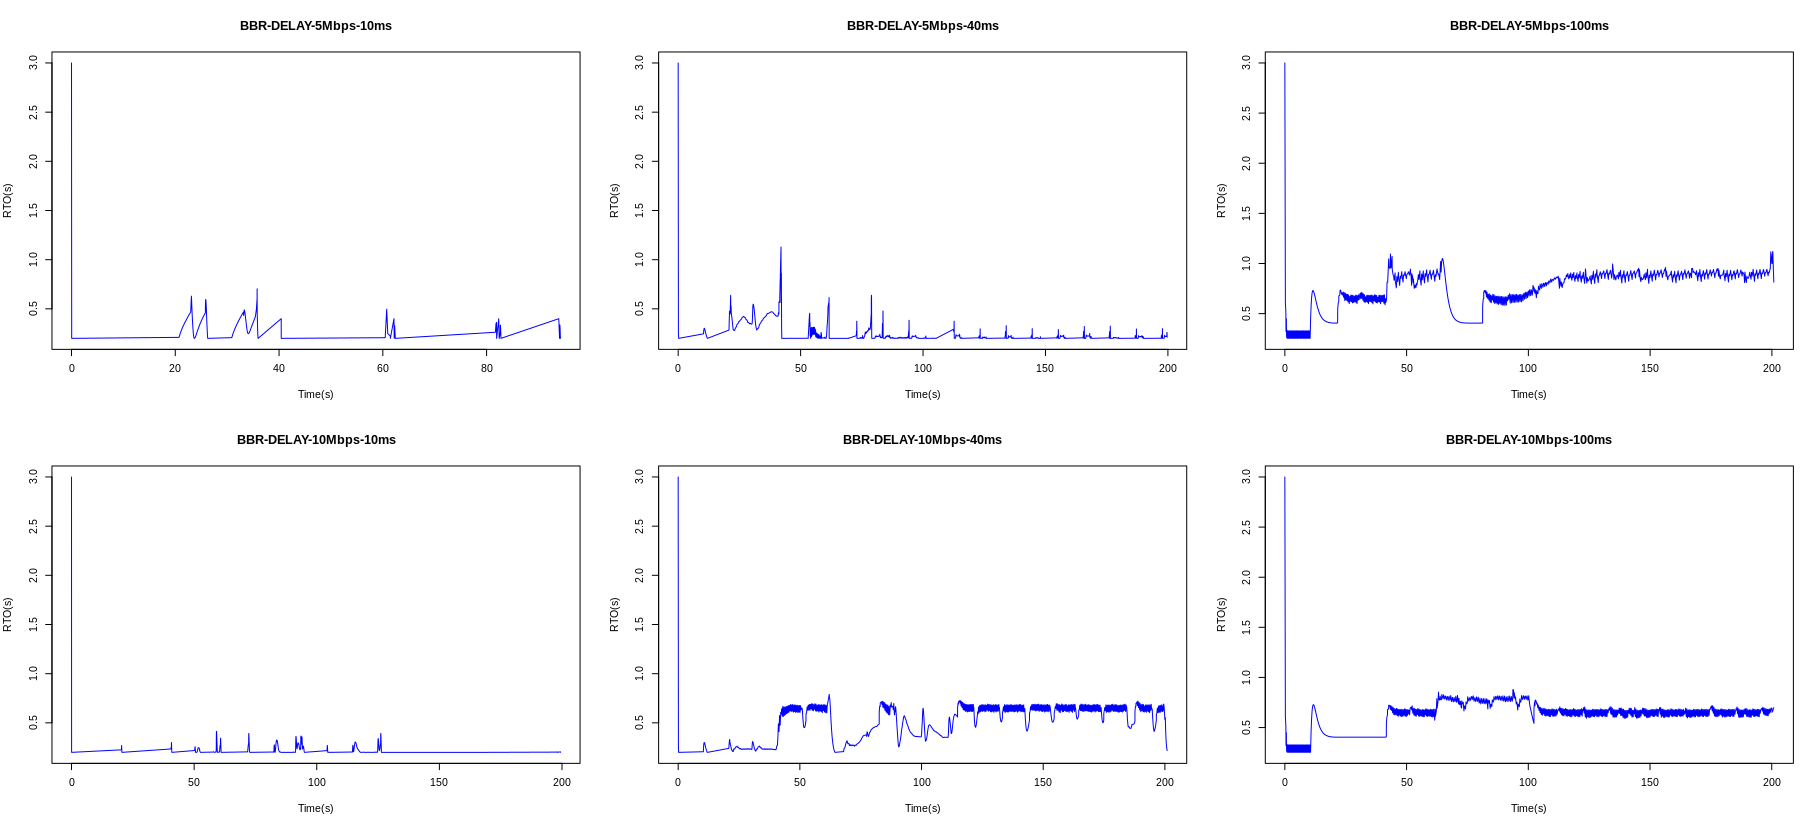 BBR-DELAY-5Mbps-10ms
RTO(s)
3.0
2.5
2.0
1.5
1.0
0.5
0 20 40 60 80
Time(s)
BBR-DELAY-5Mbps-40ms
RTO(s)
3.0
2.5
2.0
1.5
1.0
0.5
0 50 100 150 200
Time(s)
BBR-DELAY-5Mbps-100ms
RTO(s)
3.0
2.5
2.0
1.5
1.0
0.5
0 50 100 150 200
Time(s)
BBR-DELAY-10Mbps-10ms
RTO(s)
3.0
2.5
2.0
1.5
1.0
0.5
0 50 100 150 200
Time(s)
BBR-DELAY-10Mbps-40ms
RTO(s)
3.0
2.5
2.0
1.5
1.0
0.5
0 50 100 150 200
Time(s)
BBR-DELAY-10Mbps-100ms
RTO(s)
3.0
2.5
2.0
1.5
1.0
0.5
0 50 100 150 200
Time(s)